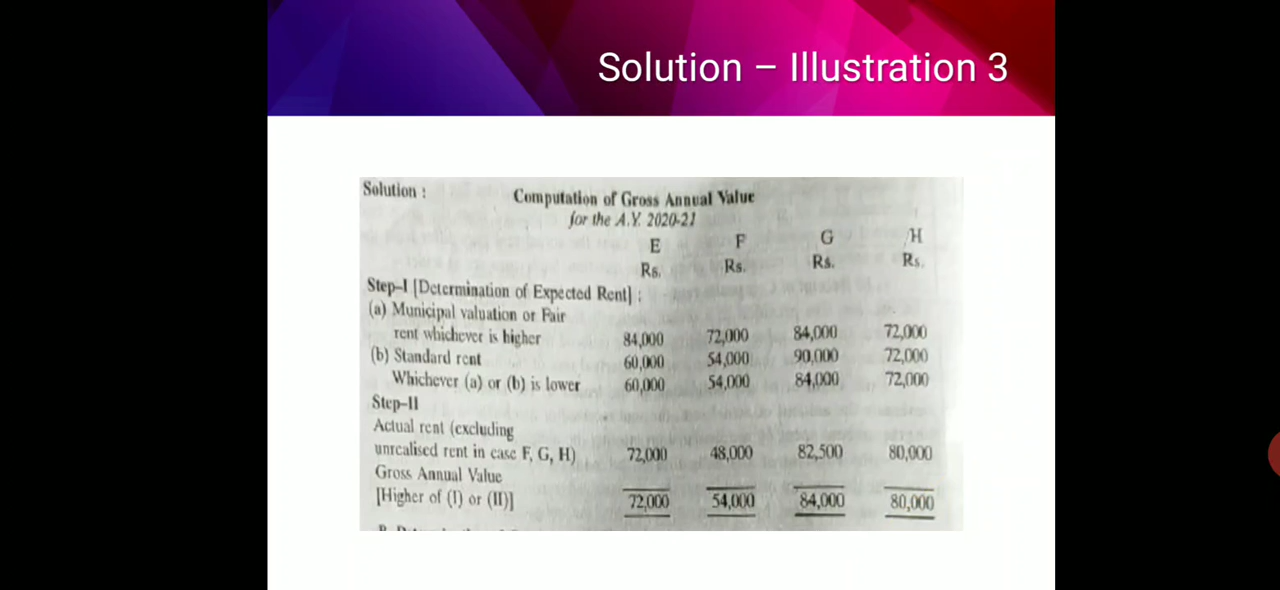 Solution – Illustration 3
Solution :
Computation of Gross Annual Value
for the A.Y. 2020-21
E F G H
Rs. Rs. Rs. Rs.
Step–I [Determination of Expected Rent] :
(a) Municipal valuation or Fair
rent whichever is higher 84,000 72,000 84,000 72,000
(b) Standard rent 60,000 54,000 90,000 72,000
Whichever (a) or (b) is lower 60,000 54,000 84,000 72,000
Step–II
Actual rent (excluding
unrealised rent in case F, G, H) 72,000 48,000 82,500 80,000
Gross Annual Value
[Higher of (I) or (II)] 72,000 54,000 84,000 80,000